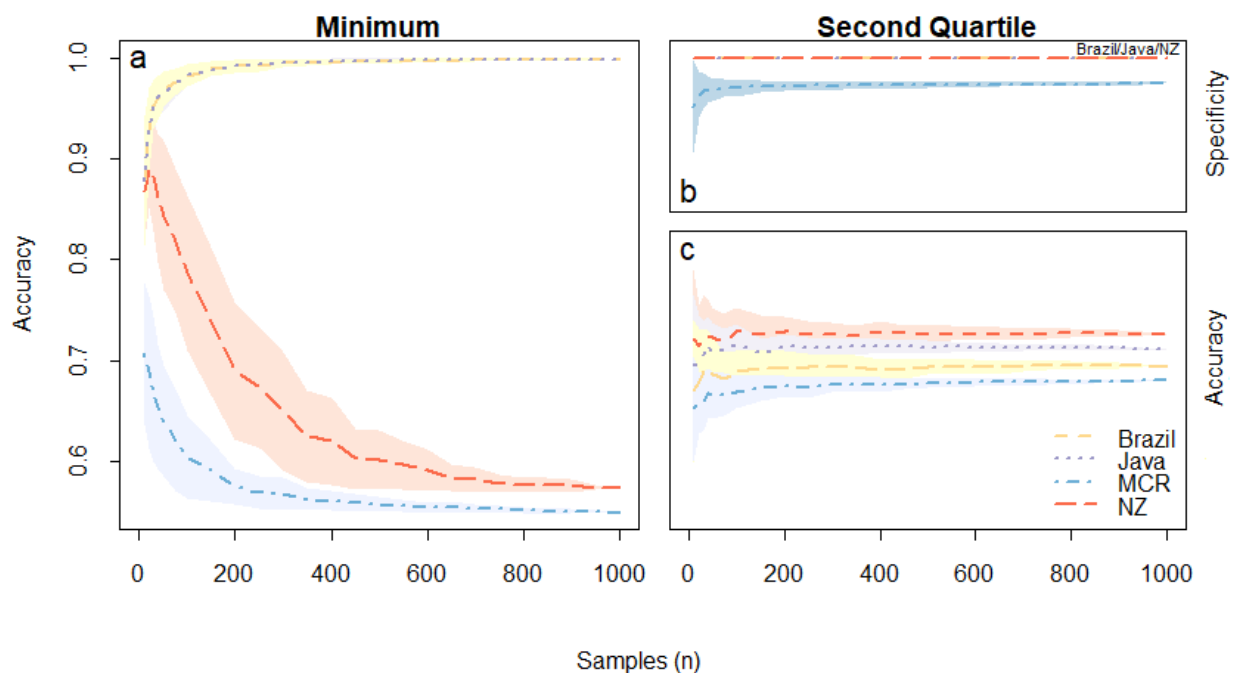 Minimum
Second Quartile
a
1.0
0.9
0.8
0.7
0.6
Accuracy
0 200 400 600 800 1000
Brazil/Java/NZ
b
Specificity
c
Accuracy
Brazil
Java
MCR
NZ
0 200 400 600 800 1000
Samples (n)